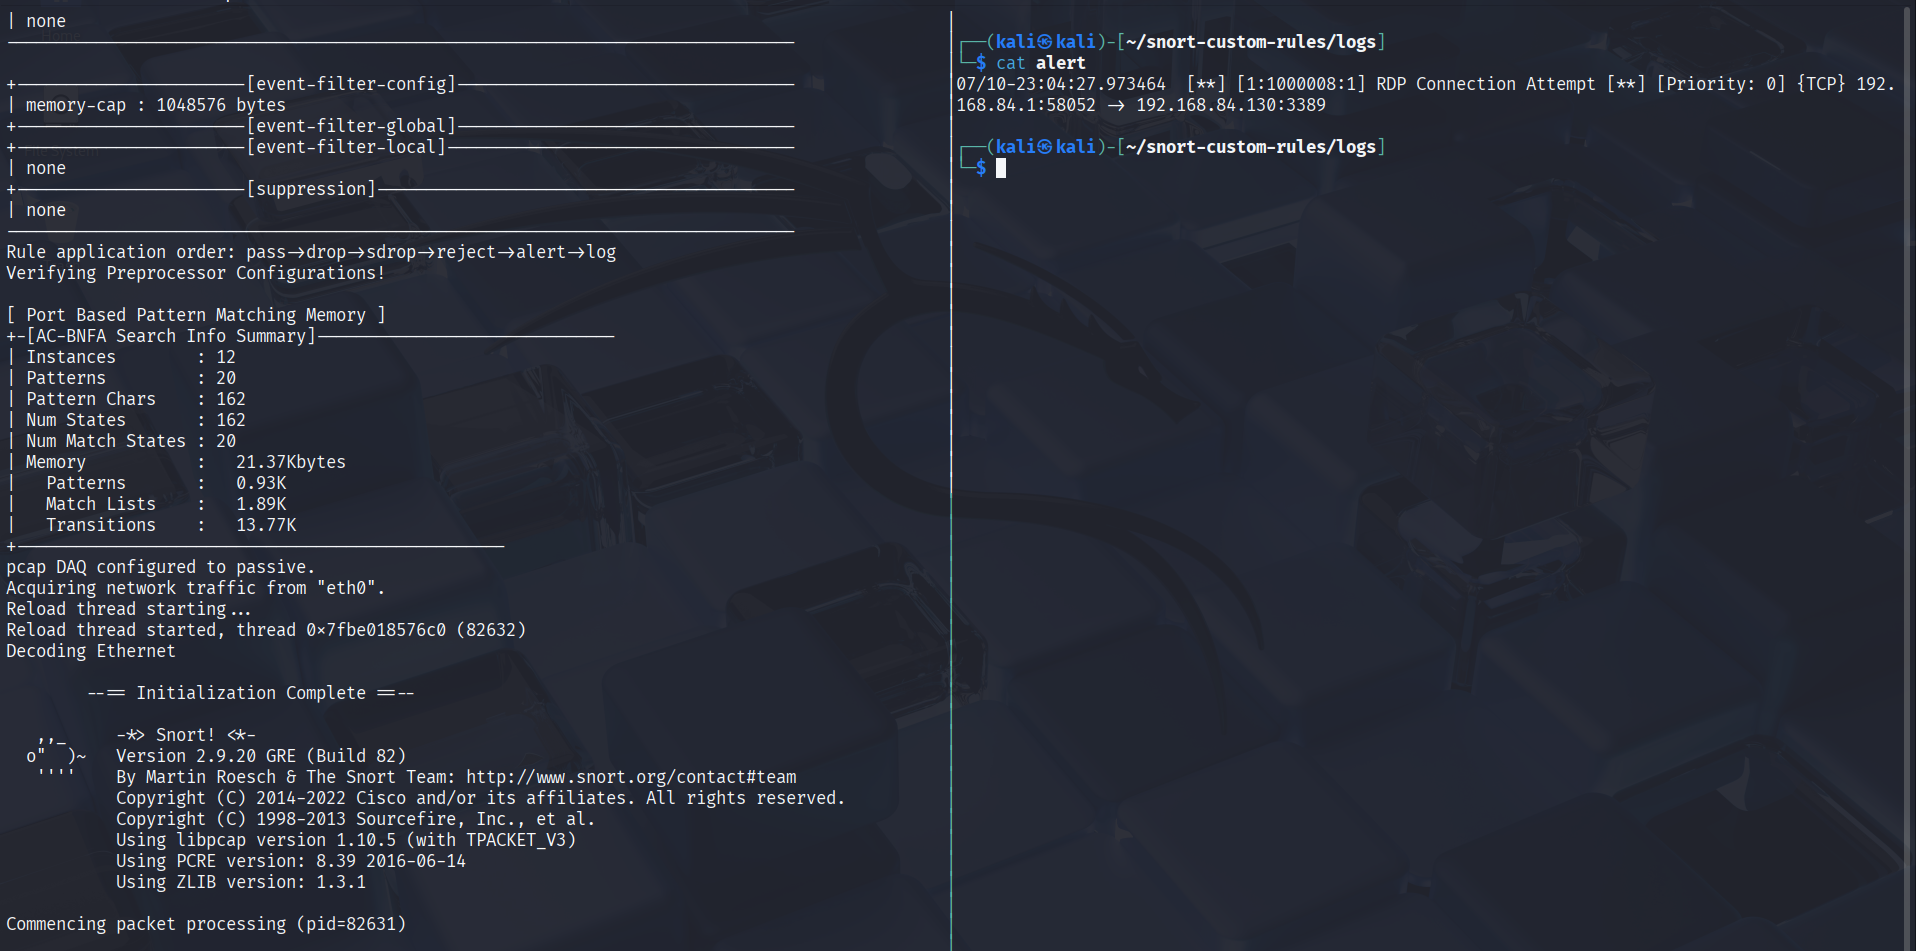 | none
--------------------------------------------------------------------------------
+-----------------------[event-filter-config]----------------------------------
| memory-cap : 1048576 bytes
+-----------------------[event-filter-global]----------------------------------
+-----------------------[event-filter-local]-----------------------------------
| none
+-----------------------[suppression]------------------------------------------
| none
--------------------------------------------------------------------------------
Rule application order: pass->drop->sdrop->reject->alert->log
Verifying Preprocessor Configurations!
[ Port Based Pattern Matching Memory ]
+-[AC-BNFA Search Info Summary]------------------------------
| Instances        : 12
| Patterns         : 20
| Pattern Chars    : 162
| Num States       : 162
| Num Match States : 20
| Memory           :   21.37Kbytes
|   Patterns       :   0.93K
|   Match Lists    :   1.89K
|   Transitions    :   13.77K
+-------------------------------------------------
pcap DAQ configured to passive.
Acquiring network traffic from "eth0".
Reload thread starting...
Reload thread started, thread 0x7fbe018576c0 (82632)
Decoding Ethernet
--== Initialization Complete ==--
,,_     -*> Snort! <*-
o"  )~   Version 2.9.20 GRE (Build 82)
''''    By Martin Roesch & The Snort Team: http://www.snort.org/contact#team
Copyright (C) 2014-2022 Cisco and/or its affiliates. All rights reserved.
Copyright (C) 1998-2013 Sourcefire, Inc., et al.
Using libpcap version 1.10.5 (with TPACKET_V3)
Using PCRE version: 8.39 2016-06-14
Using ZLIB version: 1.3.1
Commencing packet processing (pid=82631)
┌──(kali㉿kali)-[~/snort-custom-rules/logs]
└─$ cat alert
07/10-23:04:27.973464  [**] [1:1000008:1] RDP Connection Attempt [**] [Priority: 0] {TCP} 192.
168.84.1:58052 -> 192.168.84.130:3389
┌──(kali㉿kali)-[~/snort-custom-rules/logs]
└─$